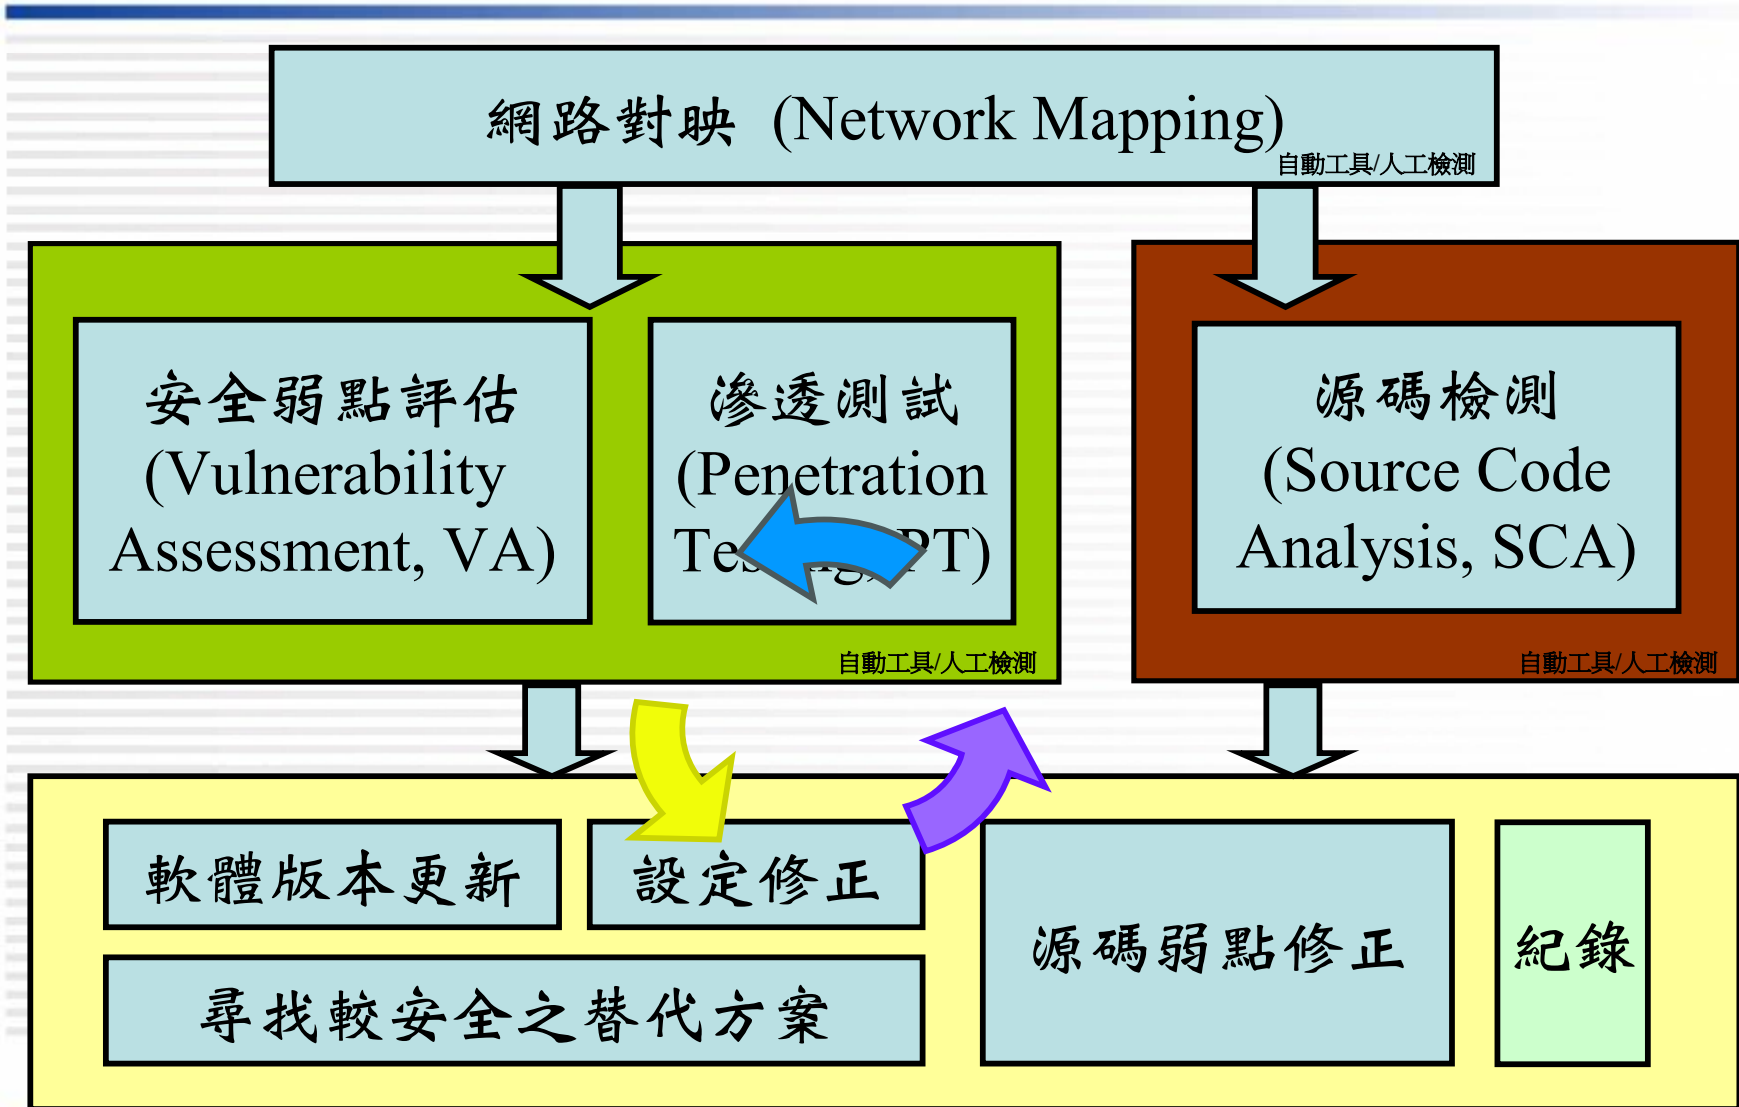 網路對映 (Network Mapping)
自動工具/人工檢測
安全弱點評估
(Vulnerability
Assessment, VA)
滲透測試
(Penetration
PT)
自動工具/人工檢測
源碼檢測
(Source Code
Analysis, SCA)
自動工具/人工檢測
軟體版本更新
設定修正
尋找較安全之替代方案
源碼弱點修正
紀錄